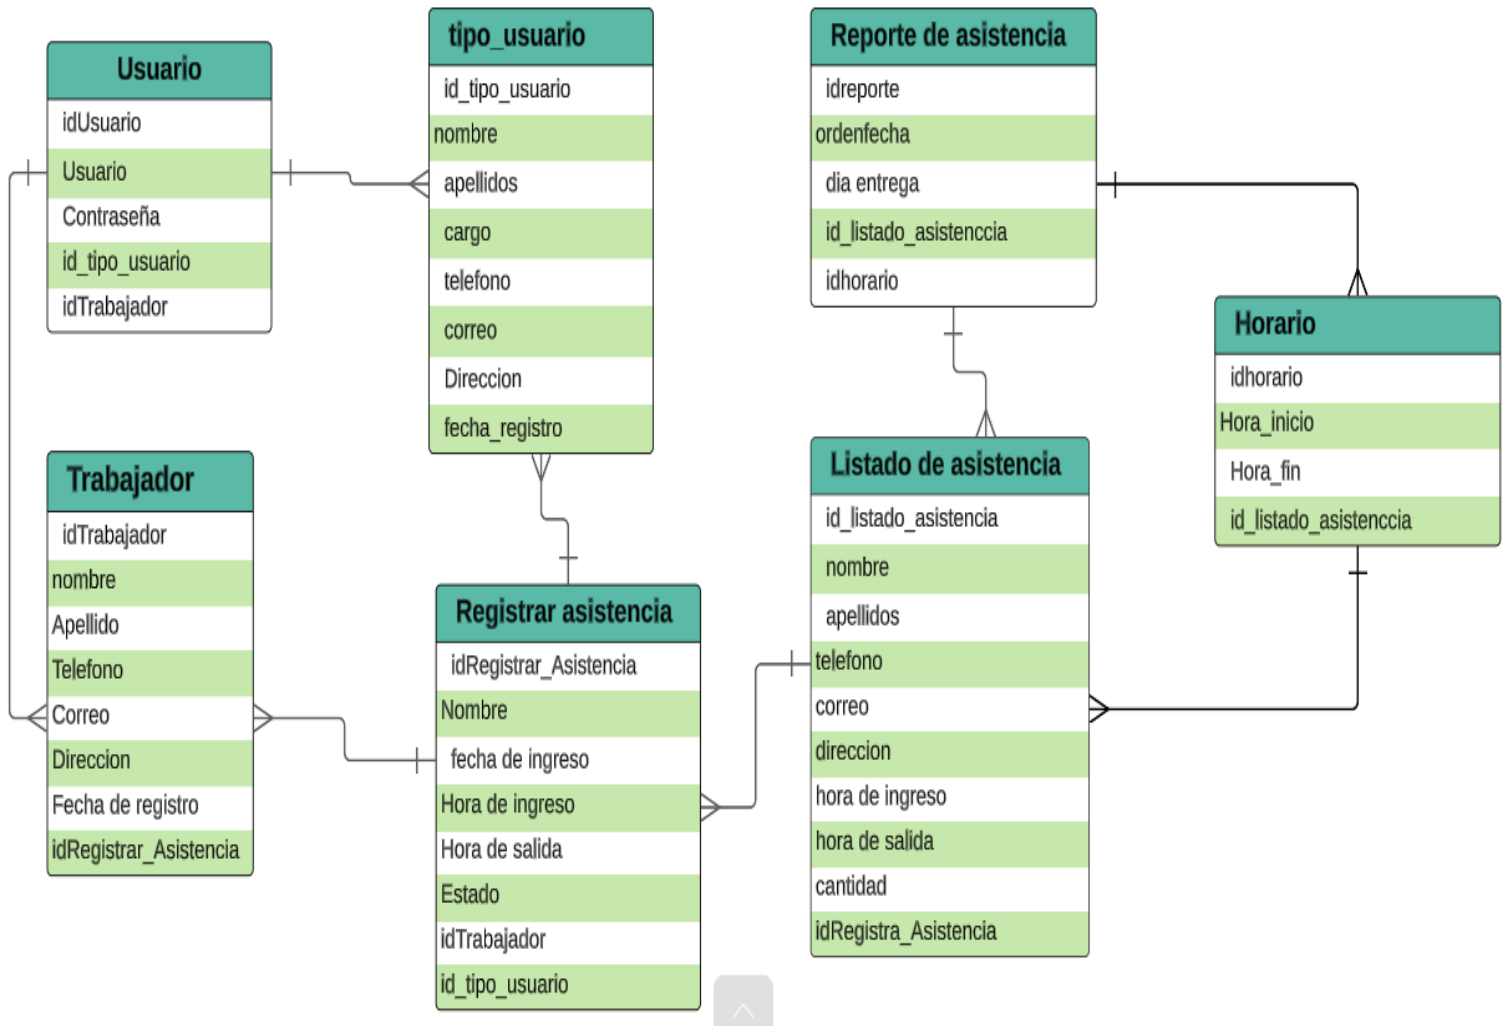 Usuario
idUsuario
Usuario
Contraseña
id_tipo_usuario
idTrabajador
tipo_usuario
id_tipo_usuario
nombre
apellidos
cargo
telefono
correo
Direccion
fecha_registro
Reporte de asistencia
idreporte
ordenfecha
dia entrega
id_listado_asistenccia
idhorario
Horario
idhorario
Hora_inicio
Hora_fin
id_listado_asistenccia
Trabajador
idTrabajador
nombre
Apellido
Telefono
Correo
Direccion
Fecha de registro
idRegistrar_Asistencia
Registrar asistencia
idRegistrar_Asistencia
Nombre
fecha de ingreso
Hora de ingreso
Hora de salida
Estado
idTrabajador
id_tipo_usuario
Listado de asistencia
id_listado_asistencia
nombre
apellidos
telefono
correo
direccion
hora de ingreso
hora de salida
cantidad
idRegistra_Asistencia